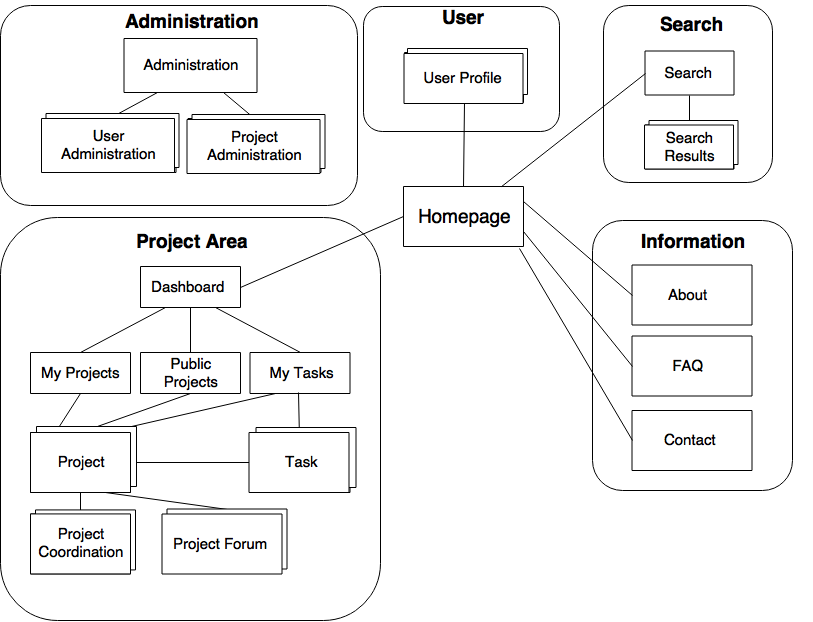 Administration
Administration
User
Administration
Project
Administration
User
User Profile
Search
Search
Search
Results
Homepage
Project Area
Dashboard
My Projects
Public
Projects
My Tasks
Project
Task
Project
Coordination
Project Forum
Information
About
FAQ
Contact